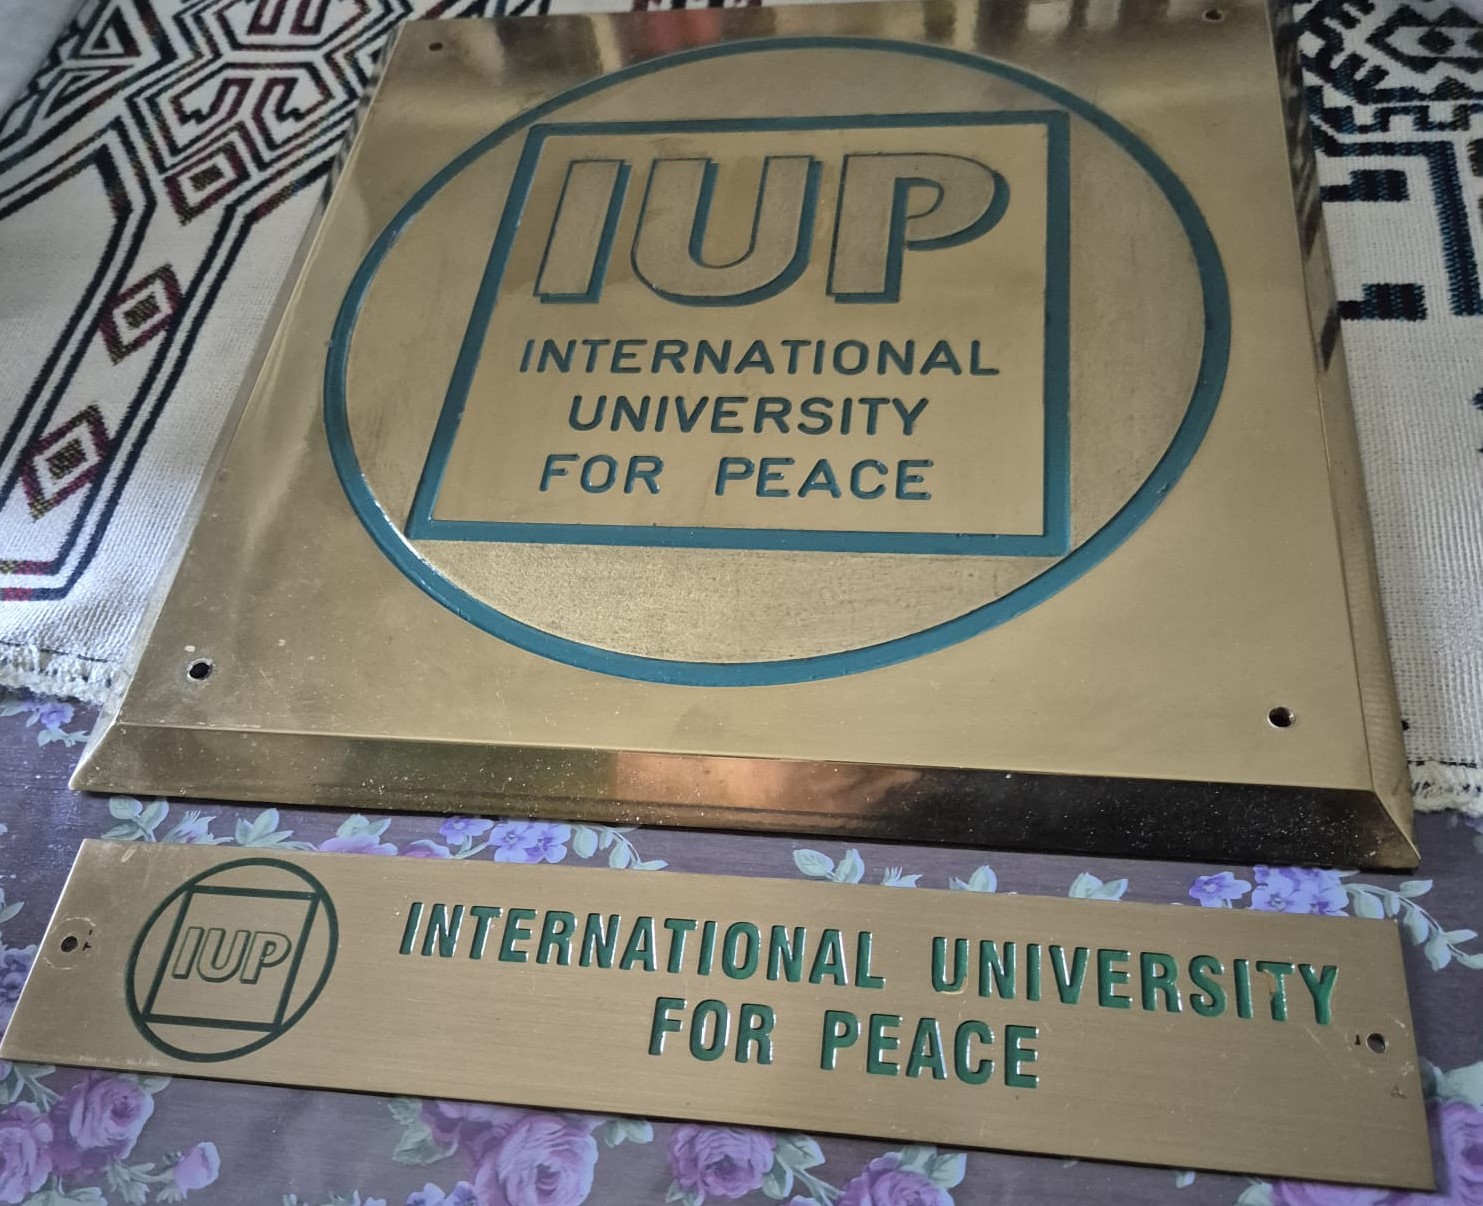 IUP
INTERNATIONAL
UNIVERSITY
FOR PEACE
IUP
INTERNATIONAL UNIVERSITY
FOR PEACE